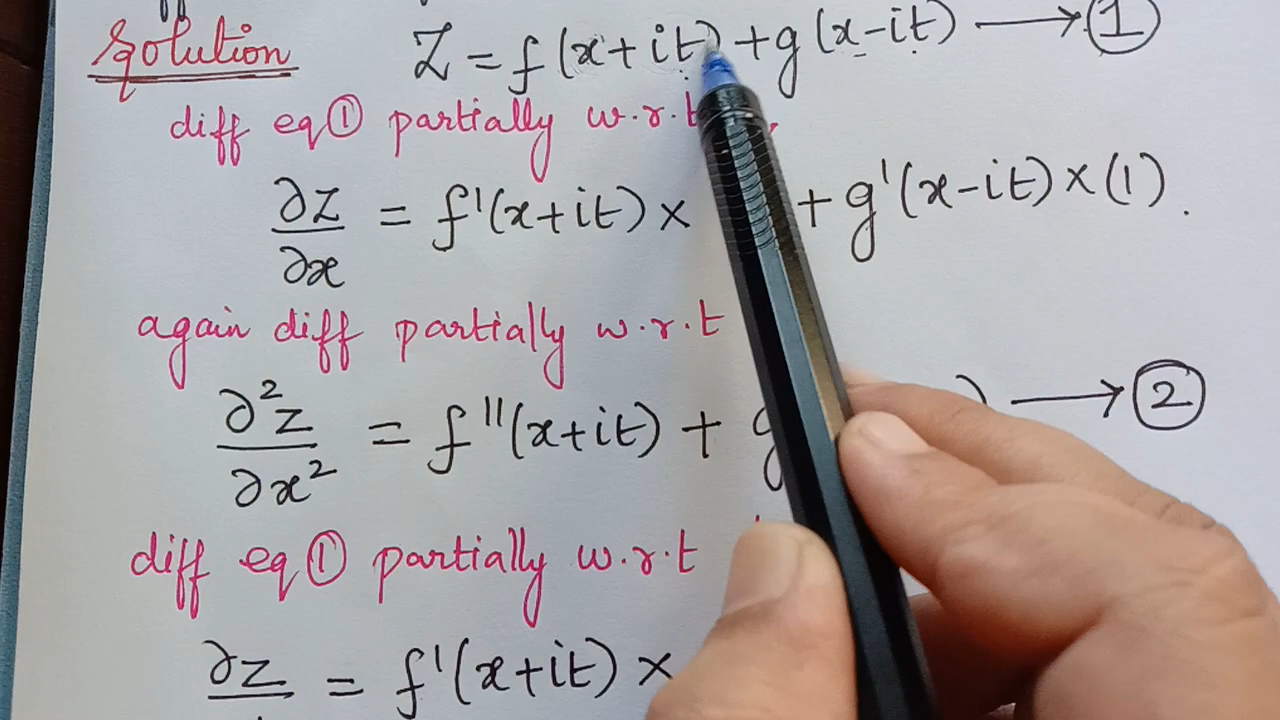 Solution Z = f(x+it) + g(x-it) ⟶ ①
diff eq① partially w.r.t
∂z/∂x = f'(x+it) × + g'(x-it) × (1).
again diff partially w.r.t
∂²z/∂x² = f''(x+it) + g ) ⟶ ②
diff eq① partially w.r.t
∂z = f'(x+it) ×